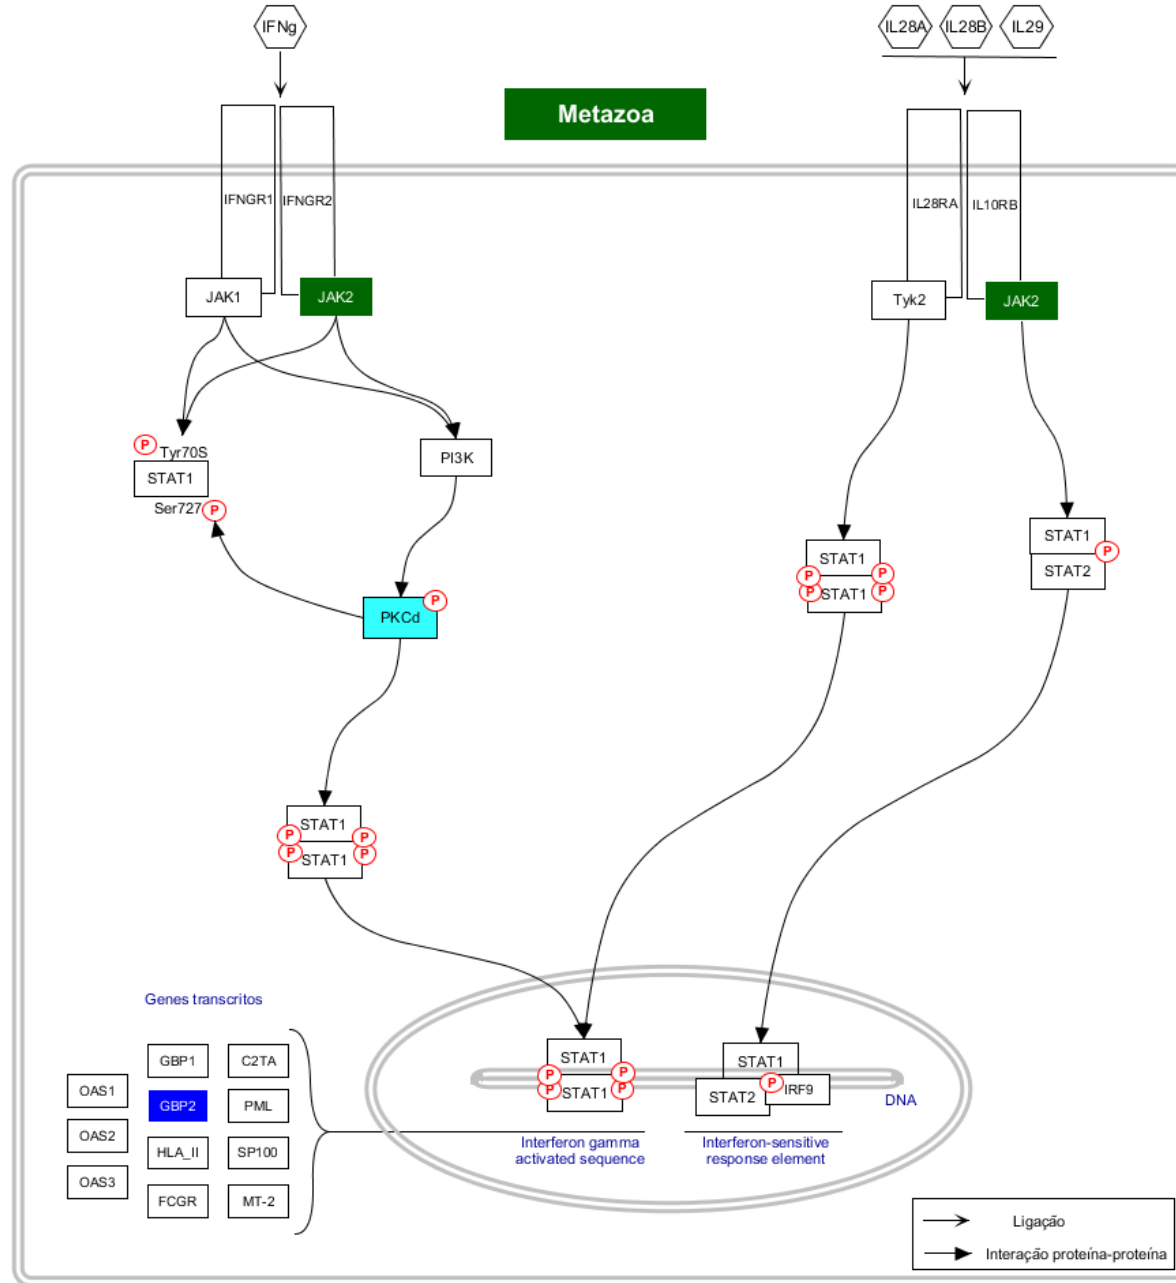 IFNg
IL28A
IL28B
IL29
Metazoa
IFNGR1
IFNGR2
IL28RA
IL10RB
JAK1
JAK2
Tyk2
JAK2
P
Tyr70S
STAT1
Ser727
P
PI3K
PKCd
P
STAT1
P
P
P
STAT1
P
STAT1
P
STAT2
STAT1
P
P
P
STAT1
P
Genes transcritos
GBP1
C2TA
OAS1
GBP2
PML
OAS2
HLA_II
SP100
OAS3
FCGR
MT-2
STAT1
P
P
P
STAT1
P
STAT1
P
IRF9
STAT2
DNA
Interferon gamma
activated sequence
Interferon-sensitive
response element
Ligação
Interação proteína-proteína